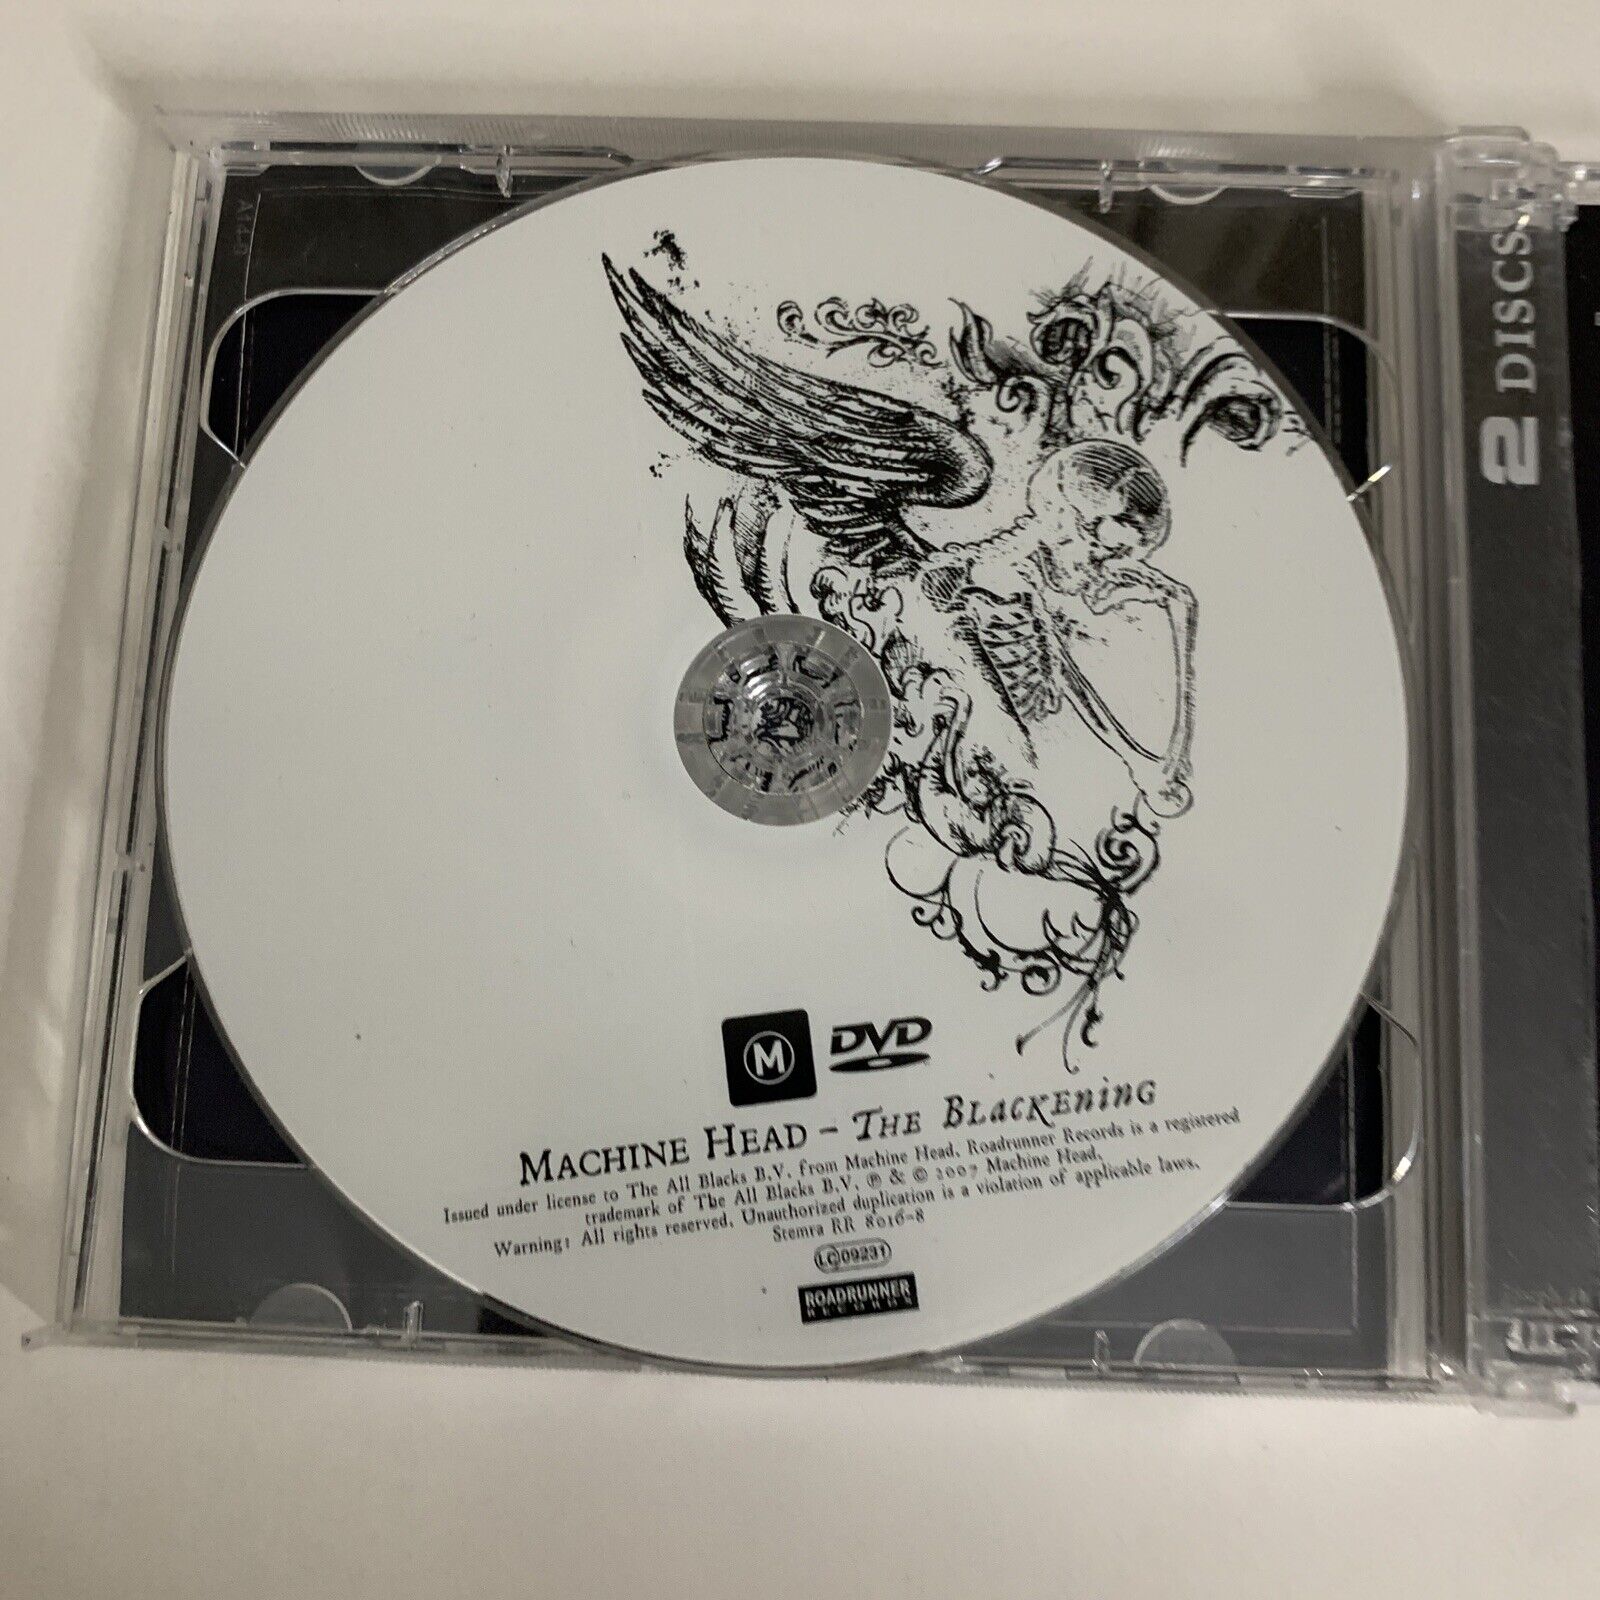 2 DISCS
M
DVD
MACHINE HEAD – THE BLACKENING
Issued under license to The All Blacks B.V. from Machine Head. Roadrunner Records is a registered
trademark of The All Blacks B.V. ℗ & © 2007 Machine Head.
Warning: All rights reserved. Unauthorized duplication is a violation of applicable laws.
Stemra RR 8016-8
LC 09231
ROADRUNNER
RECORDS